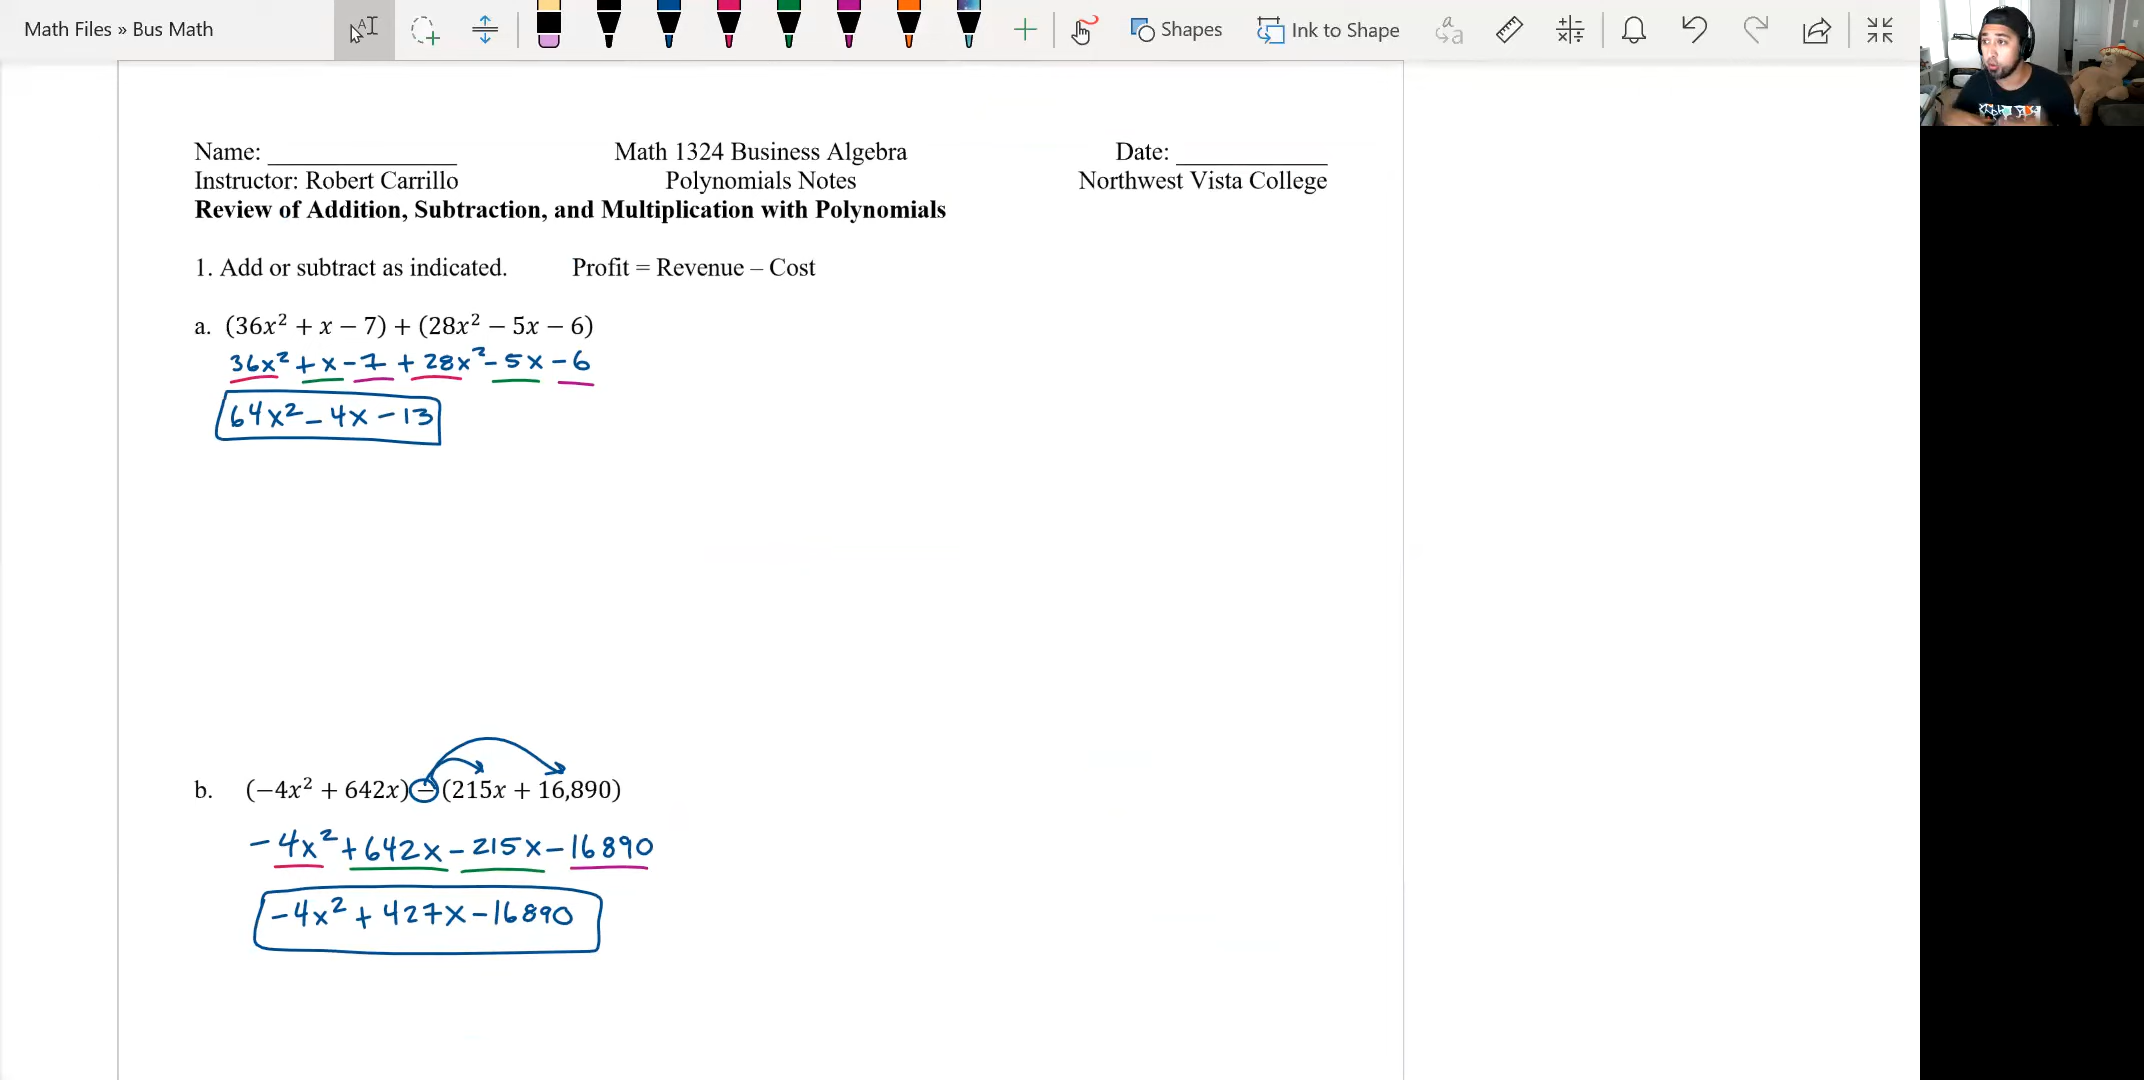 Math Files » Bus Math
Shapes
Ink to Shape
Name: _______________
Math 1324 Business Algebra
Date: ____________
Instructor: Robert Carrillo
Polynomials Notes
Northwest Vista College
Review of Addition, Subtraction, and Multiplication with Polynomials
1. Add or subtract as indicated. Profit = Revenue – Cost
a. (36x² + x − 7) + (28x² − 5x − 6)
36x² + x - 7 + 28x² - 5x - 6
64x² - 4x - 13
b. (−4x² + 642x) − (215x + 16,890)
-4x² + 642x - 215x - 16890
-4x² + 427x - 16890